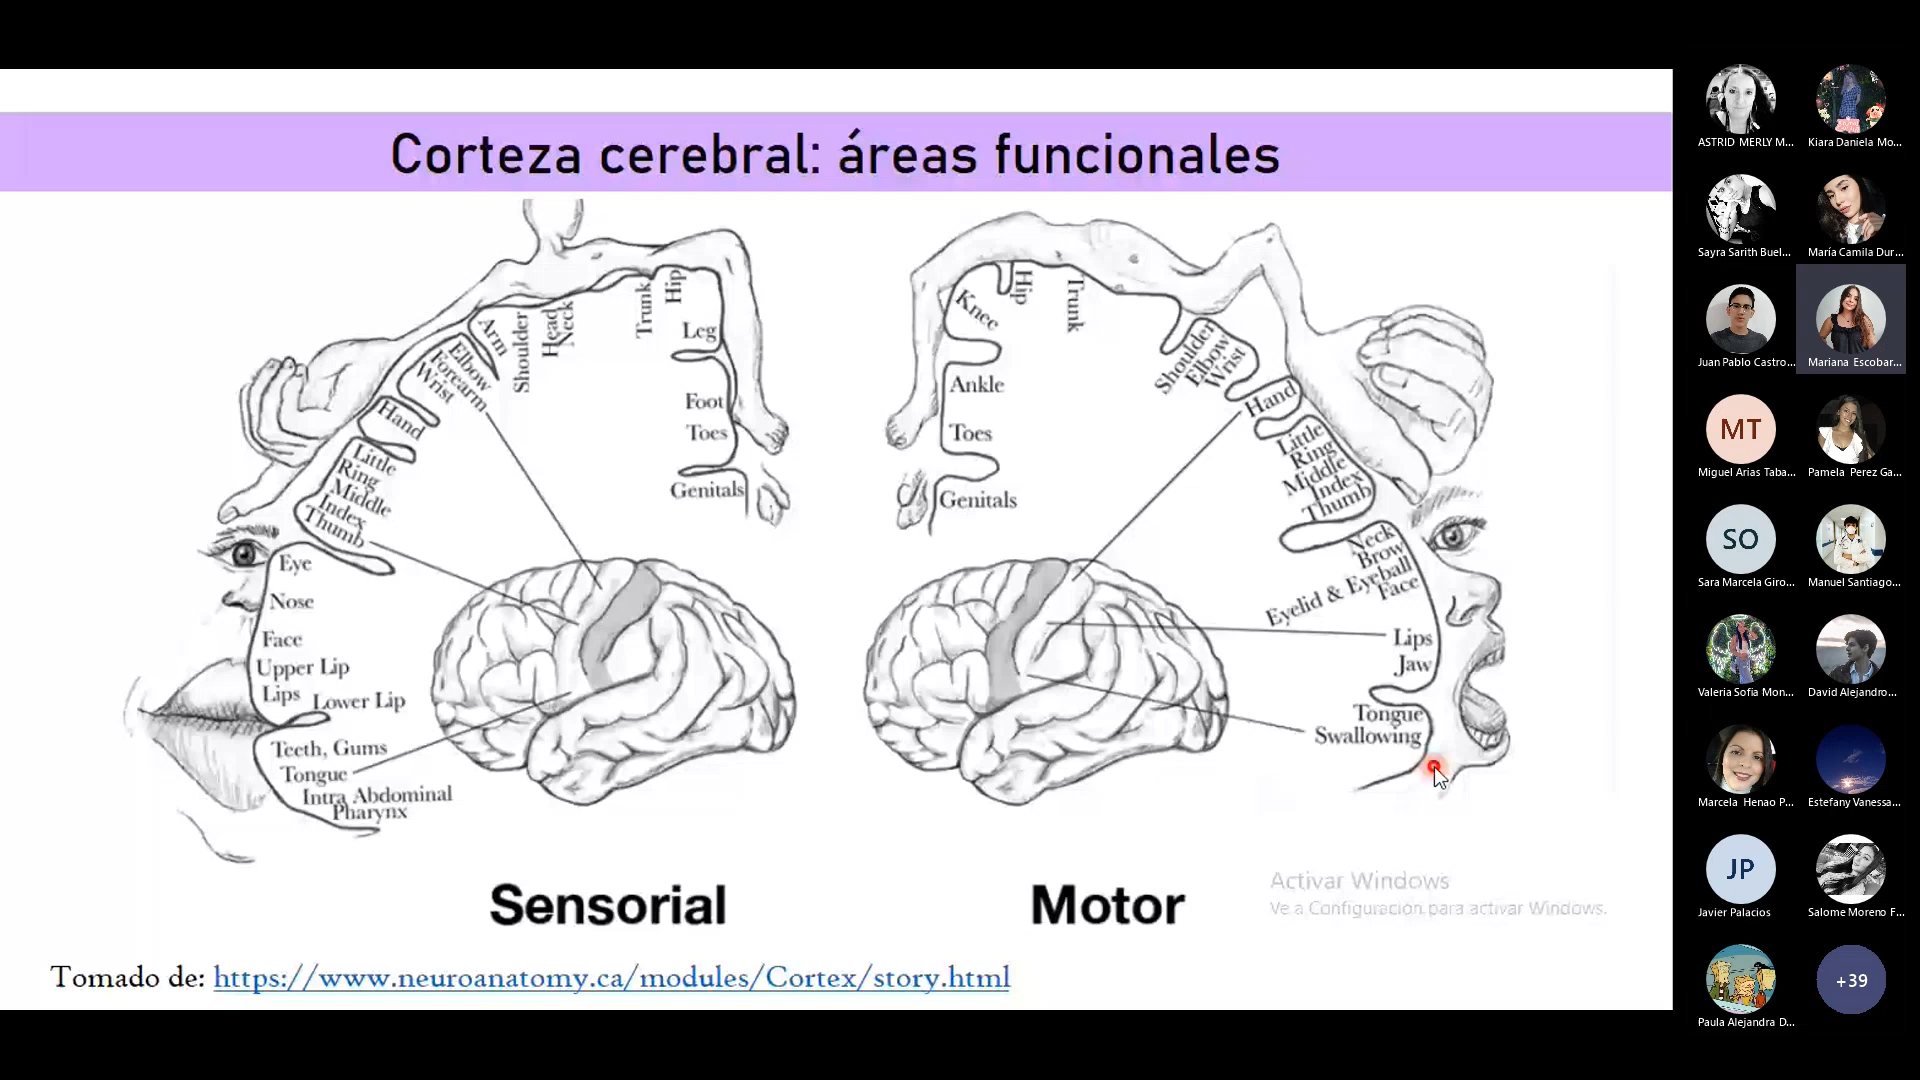 Corteza cerebral: áreas funcionales
Hip
Trunk
Neck
Head
Shoulder
Arm
Elbow
Forearm
Wrist
Hand
Little
Ring
Middle
Index
Thumb
Eye
Nose
Face
Upper Lip
Lips
Lower Lip
Teeth, Gums
Tongue
Intra Abdominal
Pharynx
Leg
Foot
Toes
Genitals
Knee
Hip
Trunk
Shoulder
Elbow
Wrist
Hand
Little
Ring
Middle
Index
Thumb
Neck
Brow
Eyelid & Eyeball
Face
Lips
Jaw
Tongue
Swallowing
Ankle
Toes
Genitals
Sensorial
Motor
Activar Windows
Ve a Configuración para activar Windows.
Tomado de: https://www.neuroanatomy.ca/modules/Cortex/story.html
ASTRID MERLY M...
Kiara Daniela Mo...
Sayra Sarith Buel...
María Camila Dur...
Juan Pablo Castro...
Mariana Escobar...
MT
Miguel Arias Taba...
Pamela Perez Ga...
SO
Sara Marcela Giro...
Manuel Santiago...
Valeria Sofia Mon...
David Alejandro...
Marcela Henao P...
Estefany Vanessa...
JP
Javier Palacios
Salome Moreno F...
Paula Alejandra D...
+39